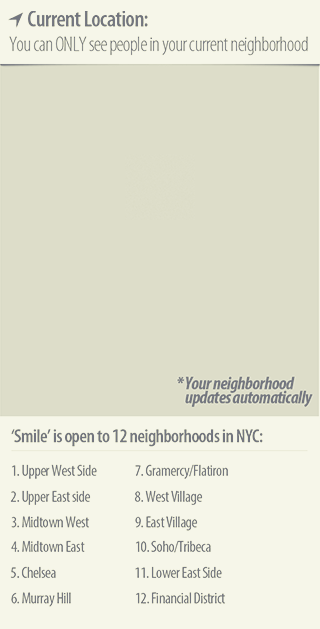 Current Location:
You can ONLY see people in your current neighborhood
*Your neighborhood
updates automatically
‘Smile’ is open to 12 neighborhoods in NYC:
1. Upper West Side
2. Upper East side
3. Midtown West
4. Midtown East
5. Chelsea
6. Murray Hill
7. Gramercy/Flatiron
8. West Village
9. East Village
10. Soho/Tribeca
11. Lower East Side
12. Financial District